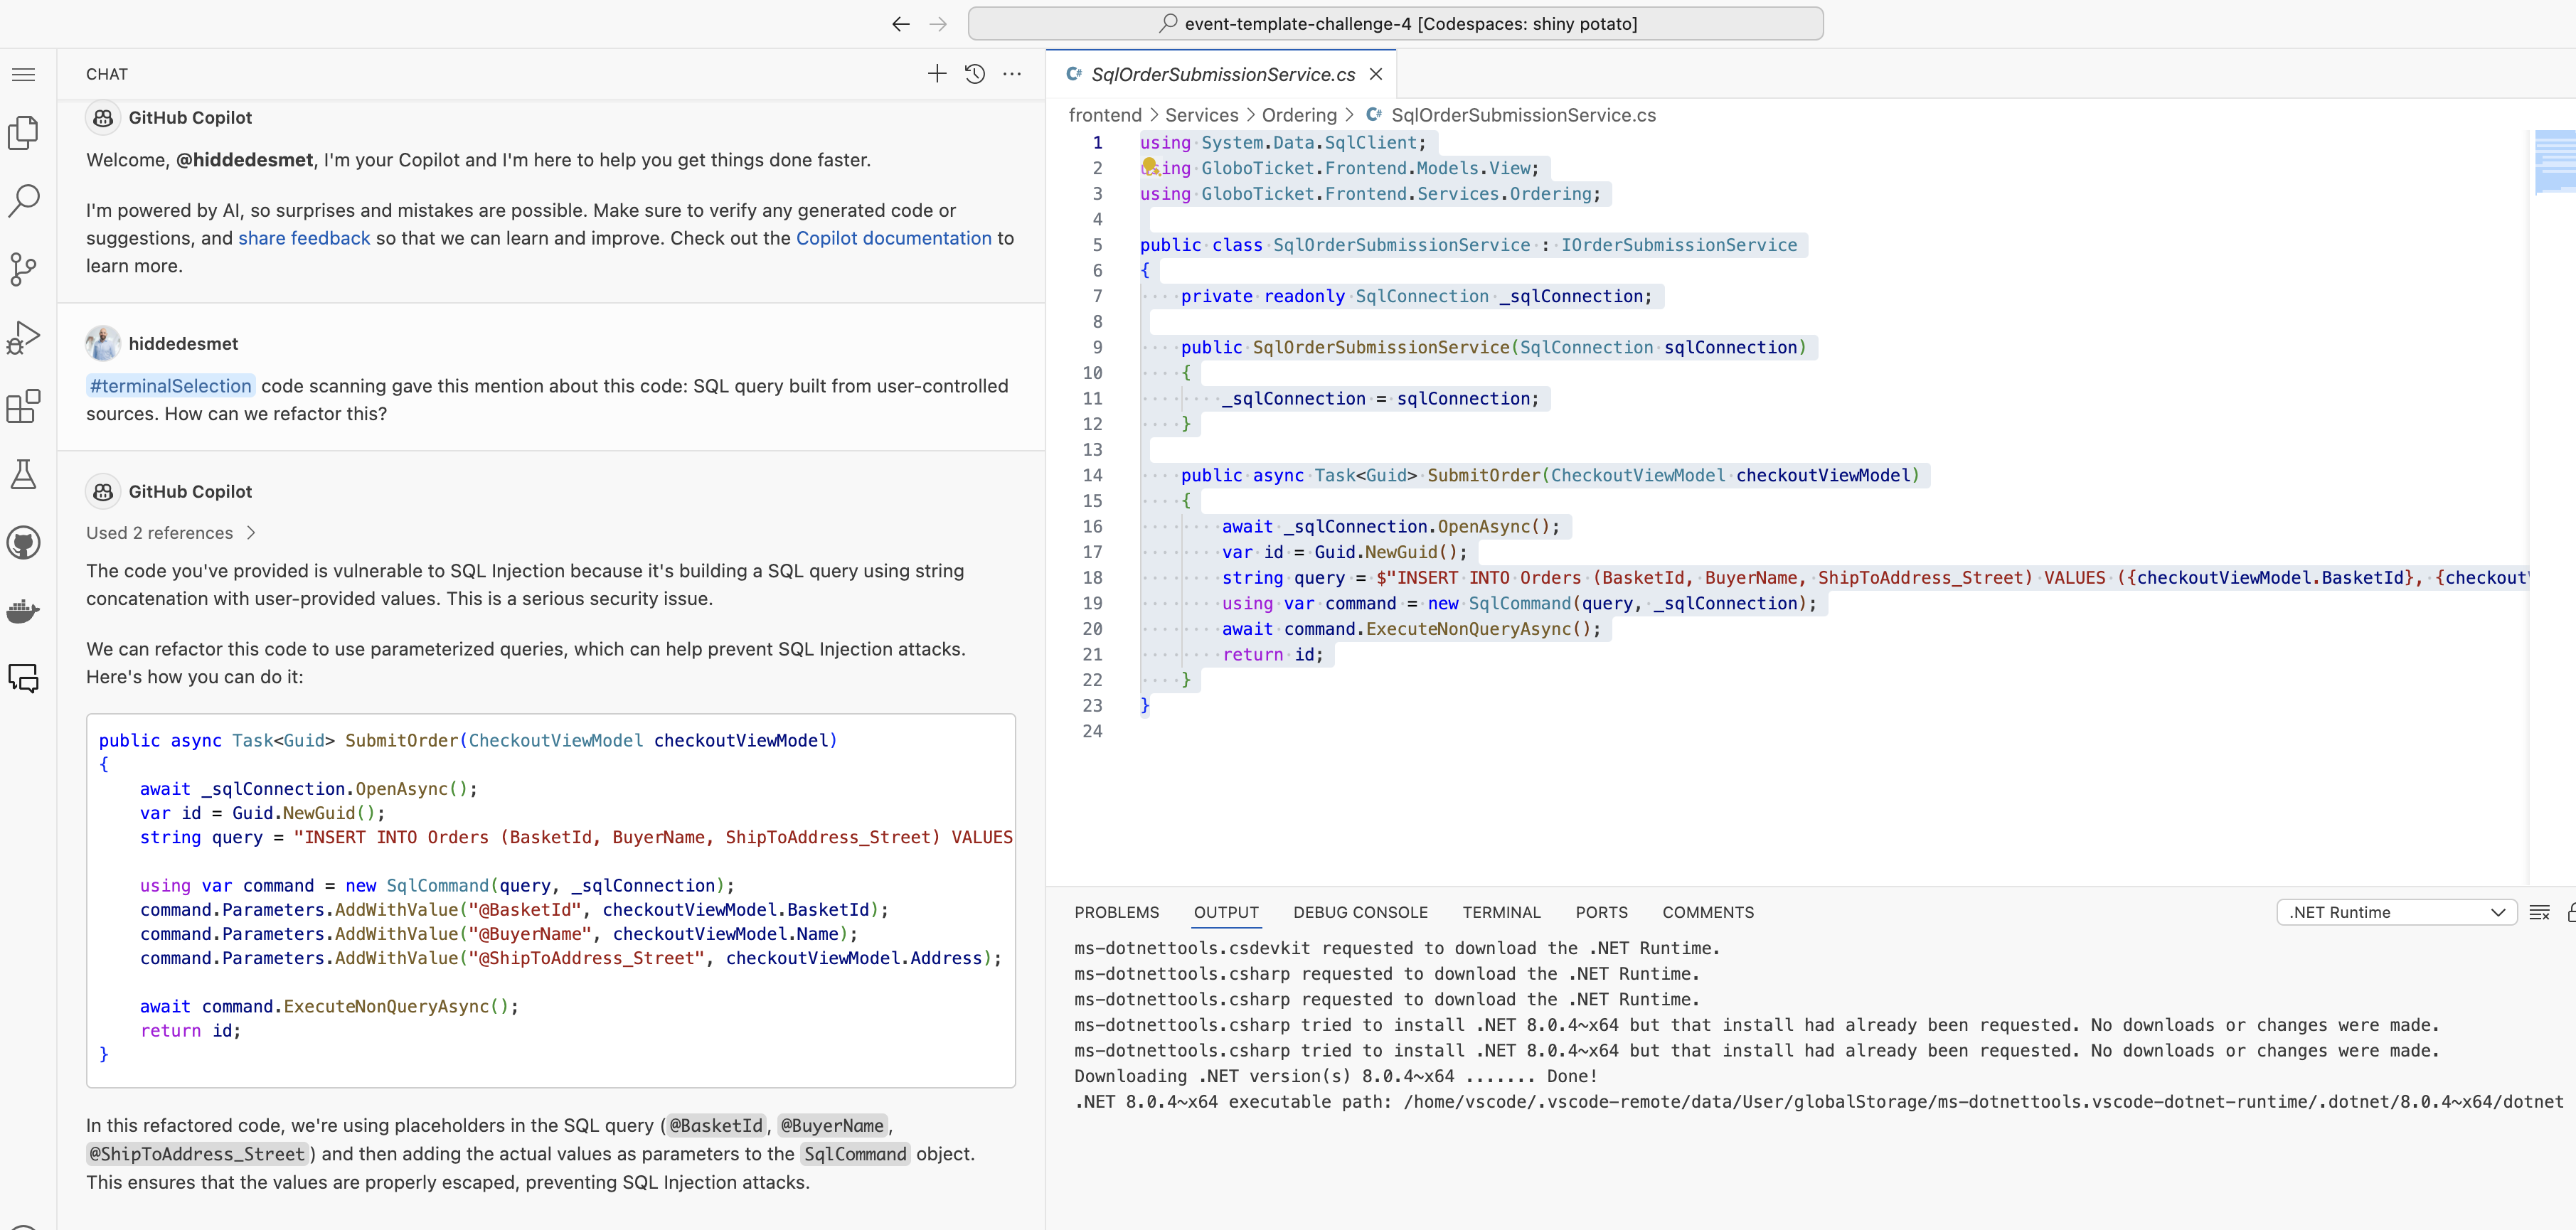 event-template-challenge-4 [Codespaces: shiny potato]
CHAT
GitHub Copilot
Welcome, @hiddedesmet, I'm your Copilot and I'm here to help you get things done faster.
I'm powered by AI, so surprises and mistakes are possible. Make sure to verify any generated code or
suggestions, and share feedback so that we can learn and improve. Check out the Copilot documentation to
learn more.
hiddedesmet
#terminalSelection code scanning gave this mention about this code: SQL query built from user-controlled
sources. How can we refactor this?
GitHub Copilot
Used 2 references
The code you've provided is vulnerable to SQL Injection because it's building a SQL query using string
concatenation with user-provided values. This is a serious security issue.
We can refactor this code to use parameterized queries, which can help prevent SQL Injection attacks.
Here's how you can do it:
public async Task<Guid> SubmitOrder(CheckoutViewModel checkoutViewModel)
{
await _sqlConnection.OpenAsync();
var id = Guid.NewGuid();
string query = "INSERT INTO Orders (BasketId, BuyerName, ShipToAddress_Street) VALUES
using var command = new SqlCommand(query, _sqlConnection);
command.Parameters.AddWithValue("@BasketId", checkoutViewModel.BasketId);
command.Parameters.AddWithValue("@BuyerName", checkoutViewModel.Name);
command.Parameters.AddWithValue("@ShipToAddress_Street", checkoutViewModel.Address);
await command.ExecuteNonQueryAsync();
return id;
}
In this refactored code, we're using placeholders in the SQL query (@BasketId, @BuyerName,
@ShipToAddress_Street) and then adding the actual values as parameters to the SqlCommand object.
This ensures that the values are properly escaped, preventing SQL Injection attacks.
C# SqlOrderSubmissionService.cs
frontend > Services > Ordering > C# SqlOrderSubmissionService.cs
1 using System.Data.SqlClient;
2 using GloboTicket.Frontend.Models.View;
3 using GloboTicket.Frontend.Services.Ordering;
4
5 public class SqlOrderSubmissionService : IOrderSubmissionService
6 {
7 private readonly SqlConnection _sqlConnection;
8
9 public SqlOrderSubmissionService(SqlConnection sqlConnection)
10 {
11 _sqlConnection = sqlConnection;
12 }
13
14 public async Task<Guid> SubmitOrder(CheckoutViewModel checkoutViewModel)
15 {
16 await _sqlConnection.OpenAsync();
17 var id = Guid.NewGuid();
18 string query = $"INSERT INTO Orders (BasketId, BuyerName, ShipToAddress_Street) VALUES ({checkoutViewModel.BasketId}, {checkout
19 using var command = new SqlCommand(query, _sqlConnection);
20 await command.ExecuteNonQueryAsync();
21 return id;
22 }
23 }
24
PROBLEMS OUTPUT DEBUG CONSOLE TERMINAL PORTS COMMENTS .NET Runtime
ms-dotnettools.csdevkit requested to download the .NET Runtime.
ms-dotnettools.csharp requested to download the .NET Runtime.
ms-dotnettools.csharp requested to download the .NET Runtime.
ms-dotnettools.csharp tried to install .NET 8.0.4~x64 but that install had already been requested. No downloads or changes were made.
ms-dotnettools.csharp tried to install .NET 8.0.4~x64 but that install had already been requested. No downloads or changes were made.
Downloading .NET version(s) 8.0.4~x64 ....... Done!
.NET 8.0.4~x64 executable path: /home/vscode/.vscode-remote/data/User/globalStorage/ms-dotnettools.vscode-dotnet-runtime/.dotnet/8.0.4~x64/dotnet